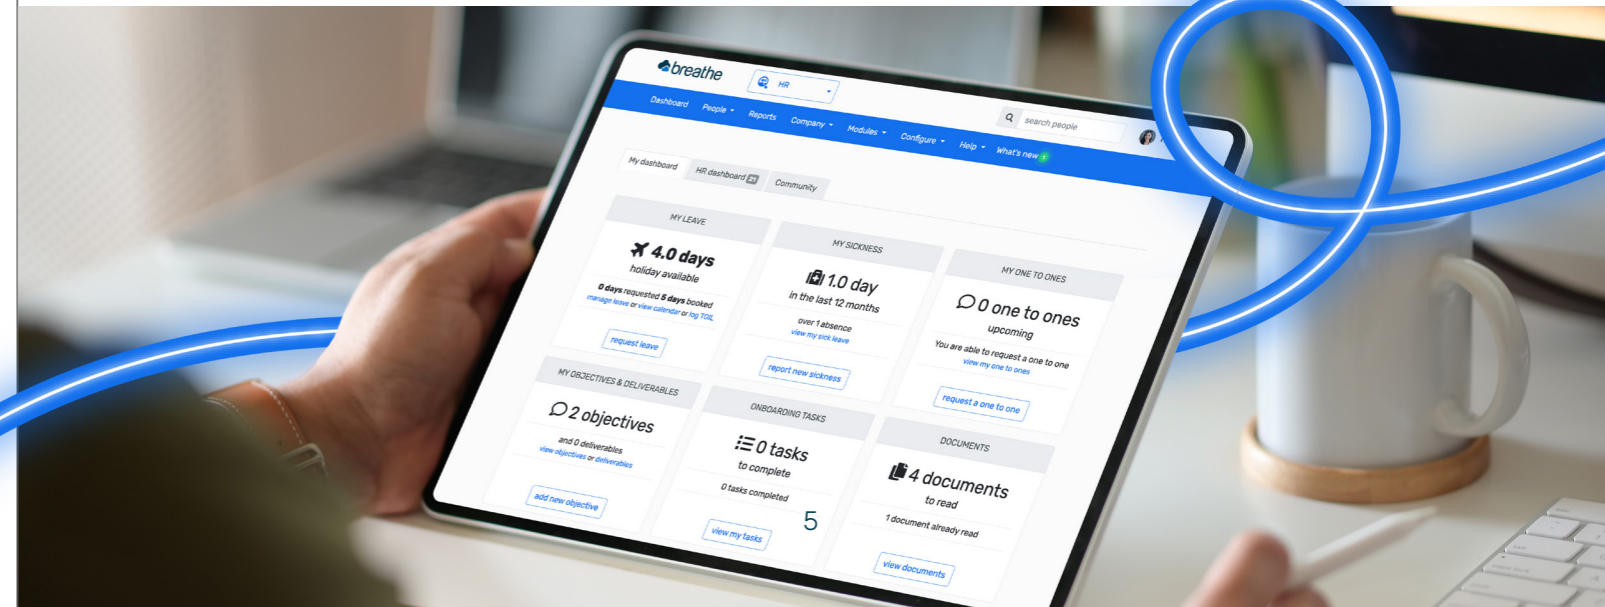 breathe
HR
search people
Dashboard People Reports Company Modules Configure Help What's new
My dashboard HR dashboard 21 Community
MY LEAVE
4.0 days
holiday available
0 days requested 5 days booked
manage leave or view calendar or log TOIL
request leave
MY SICKNESS
1.0 day
in the last 12 months
over 1 absence
view my sick leave
report new sickness
MY ONE TO ONES
0 one to ones
upcoming
You are able to request a one to one
view my one to ones
request a one to one
MY OBJECTIVES & DELIVERABLES
2 objectives
and 0 deliverables
view objectives or deliverables
add new objective
ONBOARDING TASKS
0 tasks
to complete
0 tasks completed
view my tasks
DOCUMENTS
4 documents
to read
1 document already read
view documents
5